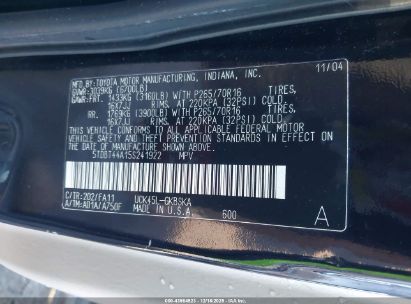 MFD. BY:TOYOTA MOTOR MANUFACTURING, INDIANA, INC. 11/04
GVWR: 3039KG (6700LB)
GAWR: FNT. 1433KG (3160LB) WITH P265/70R16 TIRES,
16X7JJ RIMS, AT 220KPA (32PSI) COLD.
RR. 1769KG (3900LB) WITH P265/70R16 TIRES,
16X7JJ RIMS, AT 220KPA (32PSI) COLD.
THIS VEHICLE CONFORMS TO ALL APPLICABLE FEDERAL MOTOR
VEHICLE SAFETY AND THEFT PREVENTION STANDARDS IN EFFECT
ON THE DATE OF MANUFACTURE SHOWN ABOVE.
5TDBT44A15S241922 MPV
C/TR:202/FA11 UCK45L-GKBSKA
A/TM:A01A/A750F MADE IN U.S.A. 600 A